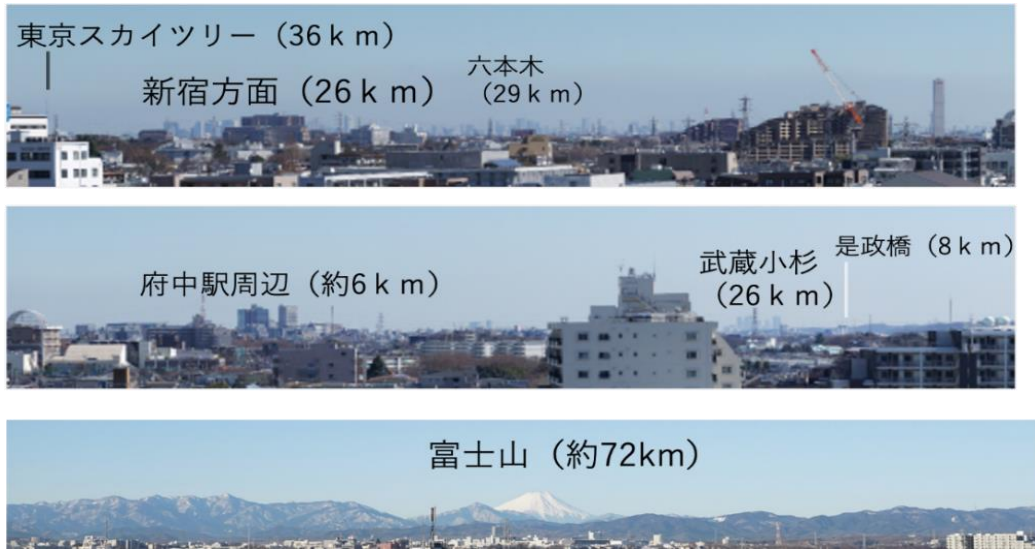 東京スカイツリー（36ｋｍ）
新宿方面（26ｋｍ）
六本木
（29ｋｍ）
府中駅周辺（約6ｋｍ）
武蔵小杉
（26ｋｍ）
是政橋（8ｋｍ）
富士山（約72km）